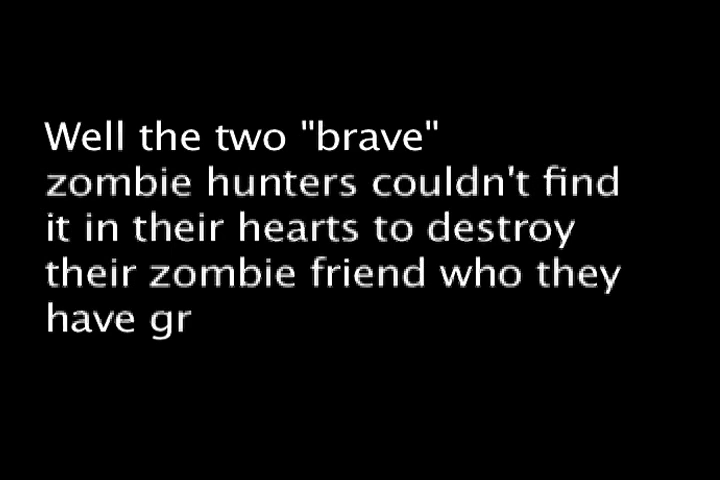 Well the two "brave"
zombie hunters couldn't find
it in their hearts to destroy
their zombie friend who they
have gr